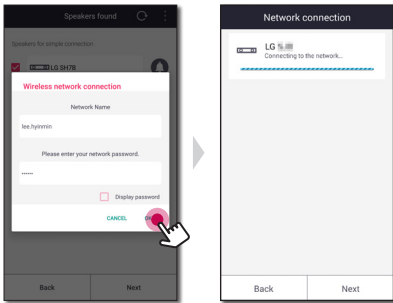 Speakers found
Speakers for simple connection
LG SH7B
Wireless network connection
Network Name
lee.hyinmin
Please enter your network password.
••••••
Display password
CANCEL
Back
Next
Network connection
LG
Connecting to the network...
Back
Next